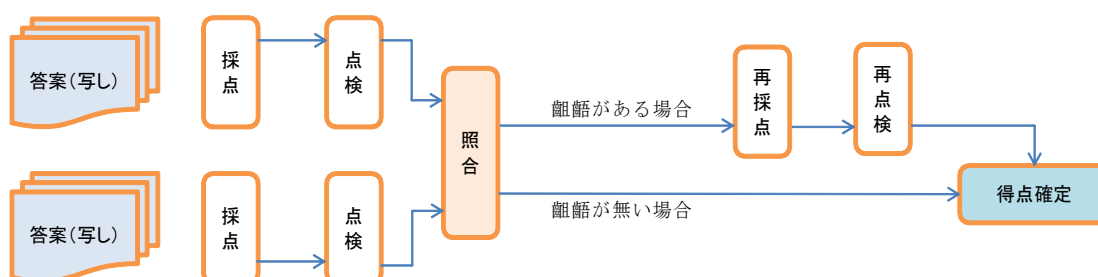 答案(写し)
採点
点検
照合
齟齬がある場合
再採点
再点検
得点確定
齟齬が無い場合
答案(写し)
採点
点検